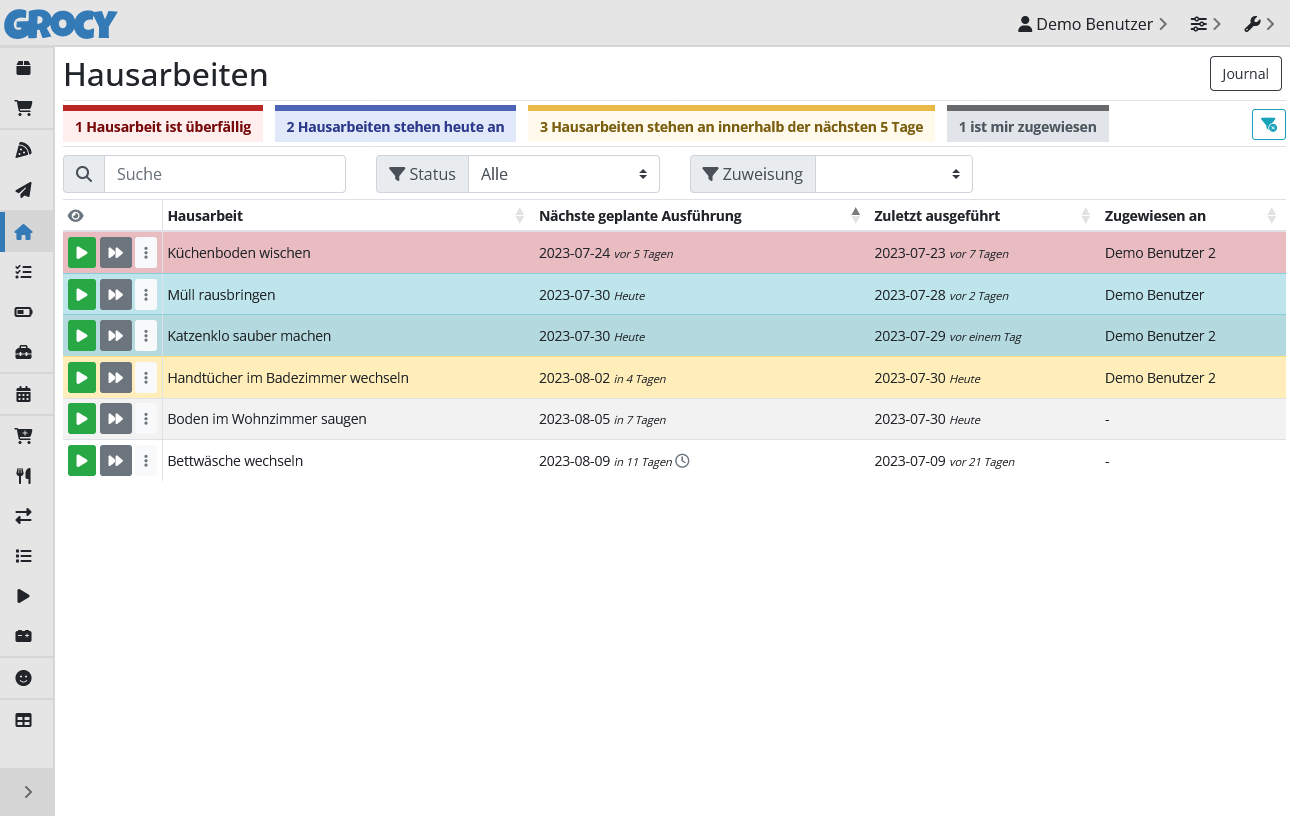 GROCY
Demo Benutzer
Hausarbeiten
Journal
1 Hausarbeit ist überfällig
2 Hausarbeiten stehen heute an
3 Hausarbeiten stehen an innerhalb der nächsten 5 Tage
1 ist mir zugewiesen
Suche
Status
Alle
Zuweisung
Hausarbeit Nächste geplante Ausführung Zuletzt ausgeführt Zugewiesen an
Küchenboden wischen 2023-07-24 vor 5 Tagen 2023-07-23 vor 7 Tagen Demo Benutzer 2
Müll rausbringen 2023-07-30 Heute 2023-07-28 vor 2 Tagen Demo Benutzer
Katzenklo sauber machen 2023-07-30 Heute 2023-07-29 vor einem Tag Demo Benutzer 2
Handtücher im Badezimmer wechseln 2023-08-02 in 4 Tagen 2023-07-30 Heute Demo Benutzer 2
Boden im Wohnzimmer saugen 2023-08-05 in 7 Tagen 2023-07-30 Heute -
Bettwäsche wechseln 2023-08-09 in 11 Tagen 2023-07-09 vor 21 Tagen -